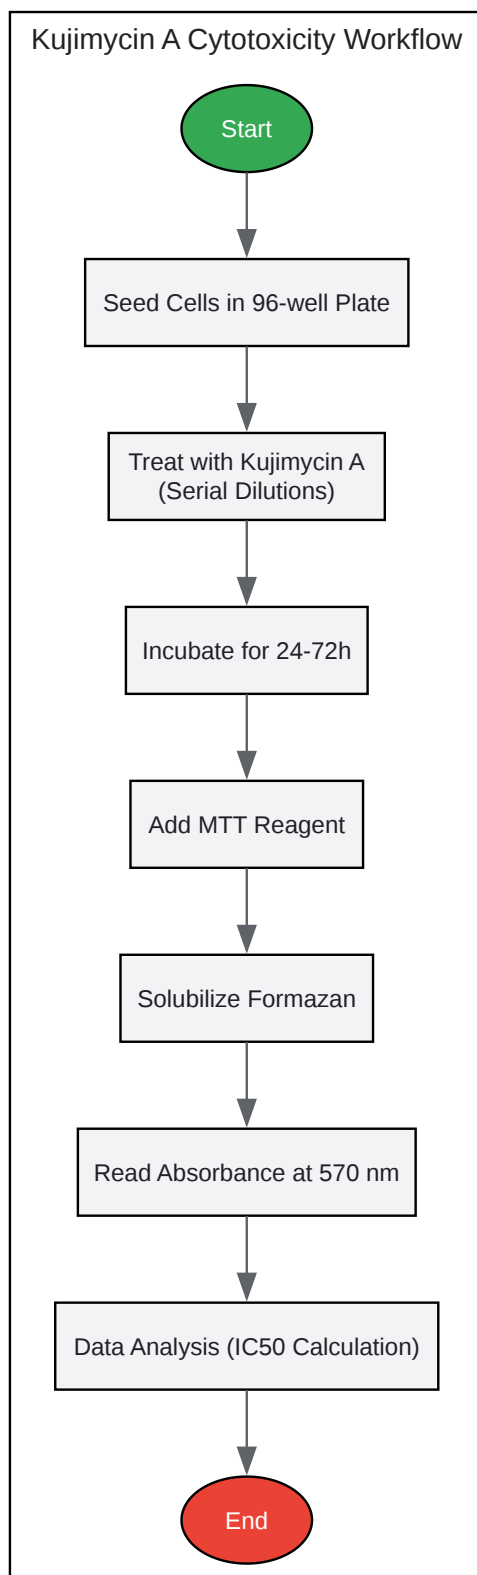 Kujimycin A Cytotoxicity Workflow
Start
Seed Cells in 96-well Plate
Treat with Kujimycin A
(Serial Dilutions)
Incubate for 24-72h
Add MTT Reagent
Solubilize Formazan
Read Absorbance at 570 nm
Data Analysis (IC50 Calculation)
End